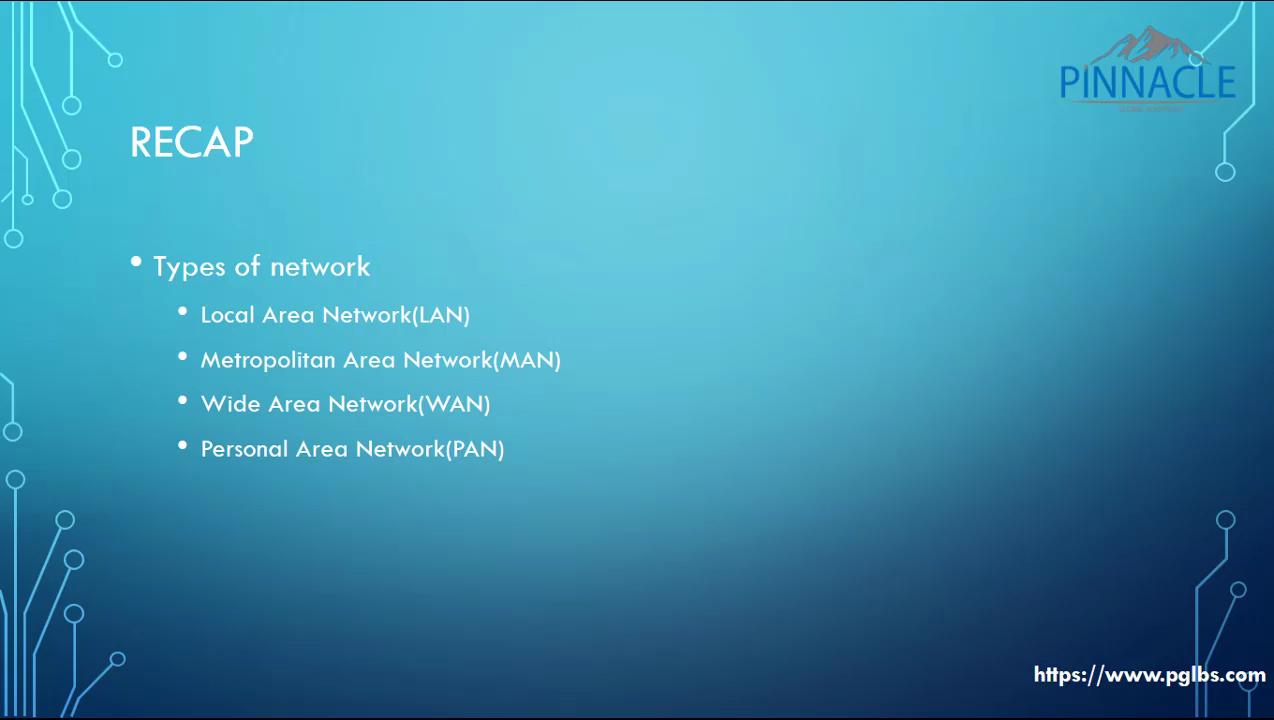 PINNACLE
RECAP
• Types of network
• Local Area Network(LAN)
• Metropolitan Area Network(MAN)
• Wide Area Network(WAN)
• Personal Area Network(PAN)
https://www.pglbs.com